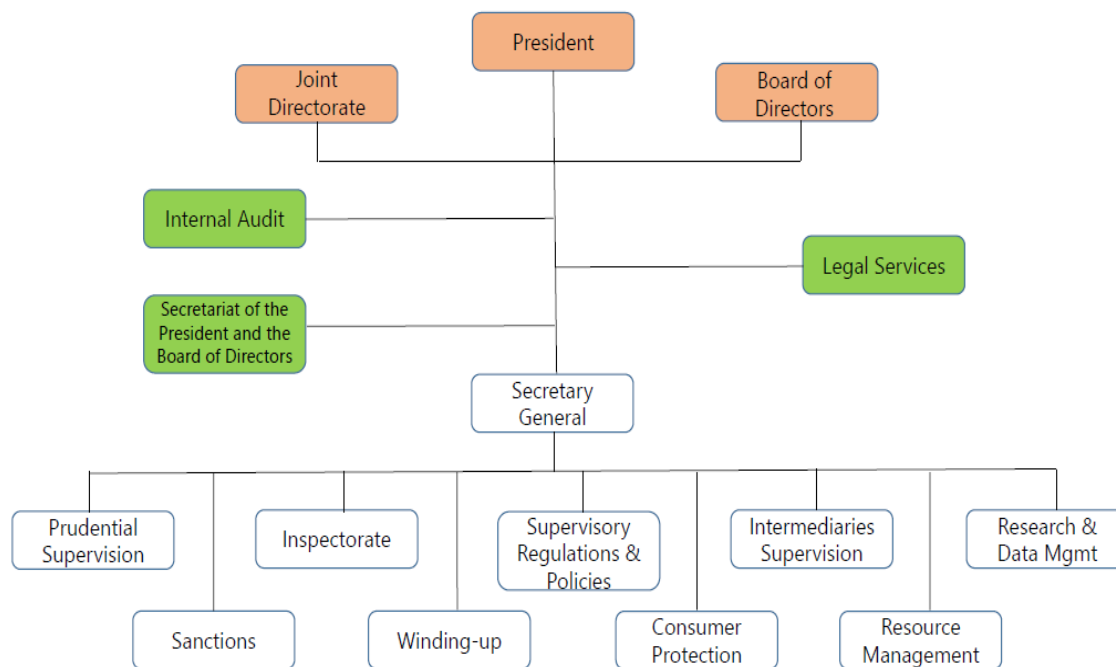 President
Joint
Directorate
Board of
Directors
Internal Audit
Legal Services
Secretariat of the
President and the
Board of Directors
Secretary
General
Prudential
Supervision
Inspectorate
Supervisory
Regulations &
Policies
Intermediaries
Supervision
Research &
Data Mgmt
Sanctions
Winding-up
Consumer
Protection
Resource
Management